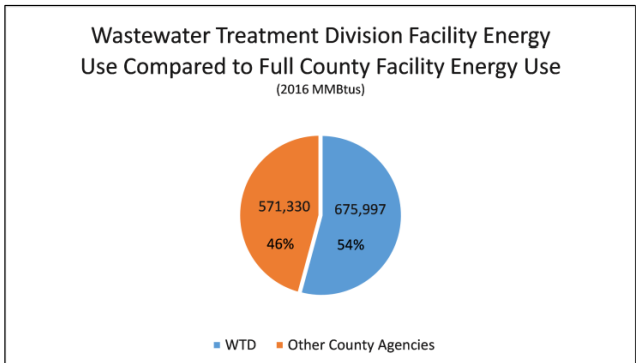 Wastewater Treatment Division Facility Energy
Use Compared to Full County Facility Energy Use
(2016 MMBtus)
571,330 675,997
46% 54%
WTD Other County Agencies